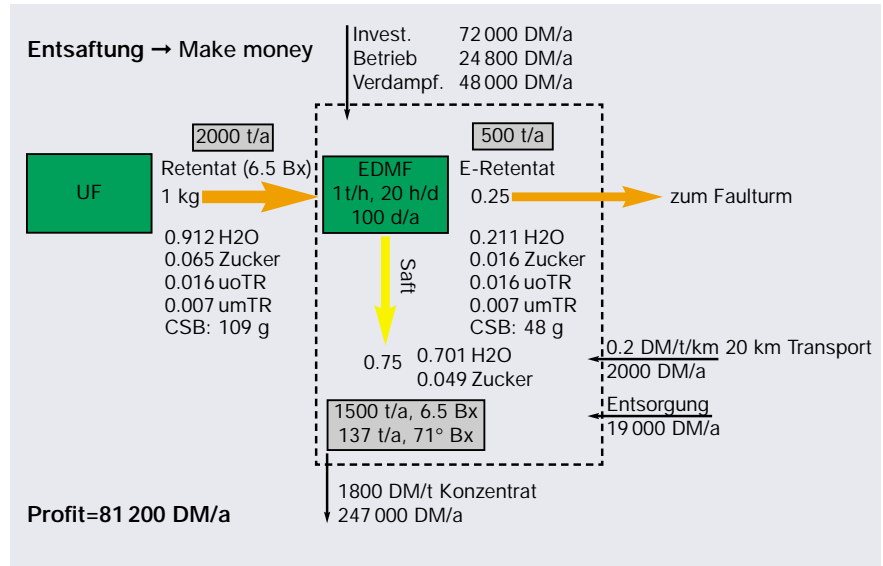 Entsaftung → Make money
Invest. 72 000 DM/a
Betrieb 24 800 DM/a
Verdampf. 48 000 DM/a
2000 t/a
500 t/a
UF
Retentat (6.5 Bx)
1 kg
0.912 H2O
0.065 Zucker
0.016 uoTR
0.007 umTR
CSB: 109 g
EDMF
1 t/h, 20 h/d
100 d/a
E-Retentat
0.25
zum Faulturm
0.211 H2O
0.016 Zucker
0.016 uoTR
0.007 umTR
CSB: 48 g
Saft
0.75
0.701 H2O
0.049 Zucker
0.2 DM/t/km 20 km Transport
2000 DM/a
Entsorgung
19 000 DM/a
1500 t/a, 6.5 Bx
137 t/a, 71° Bx
1800 DM/t Konzentrat
247 000 DM/a
Profit=81 200 DM/a